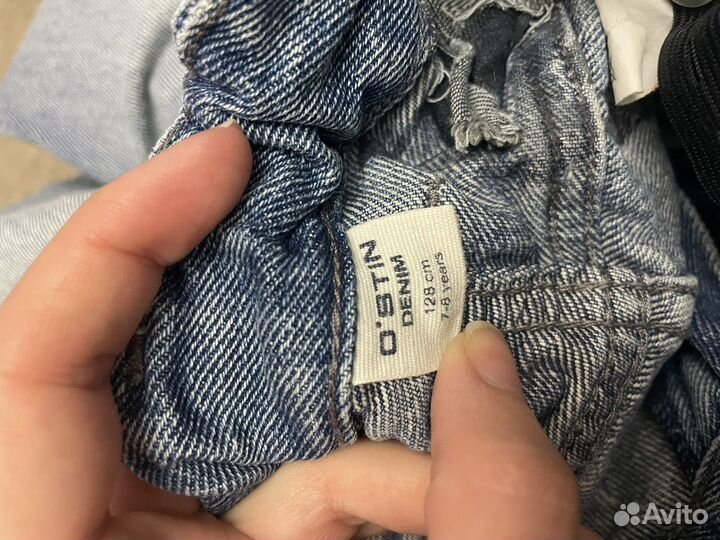 O'STIN
DENIM
128 cm
7-8 years
Avito